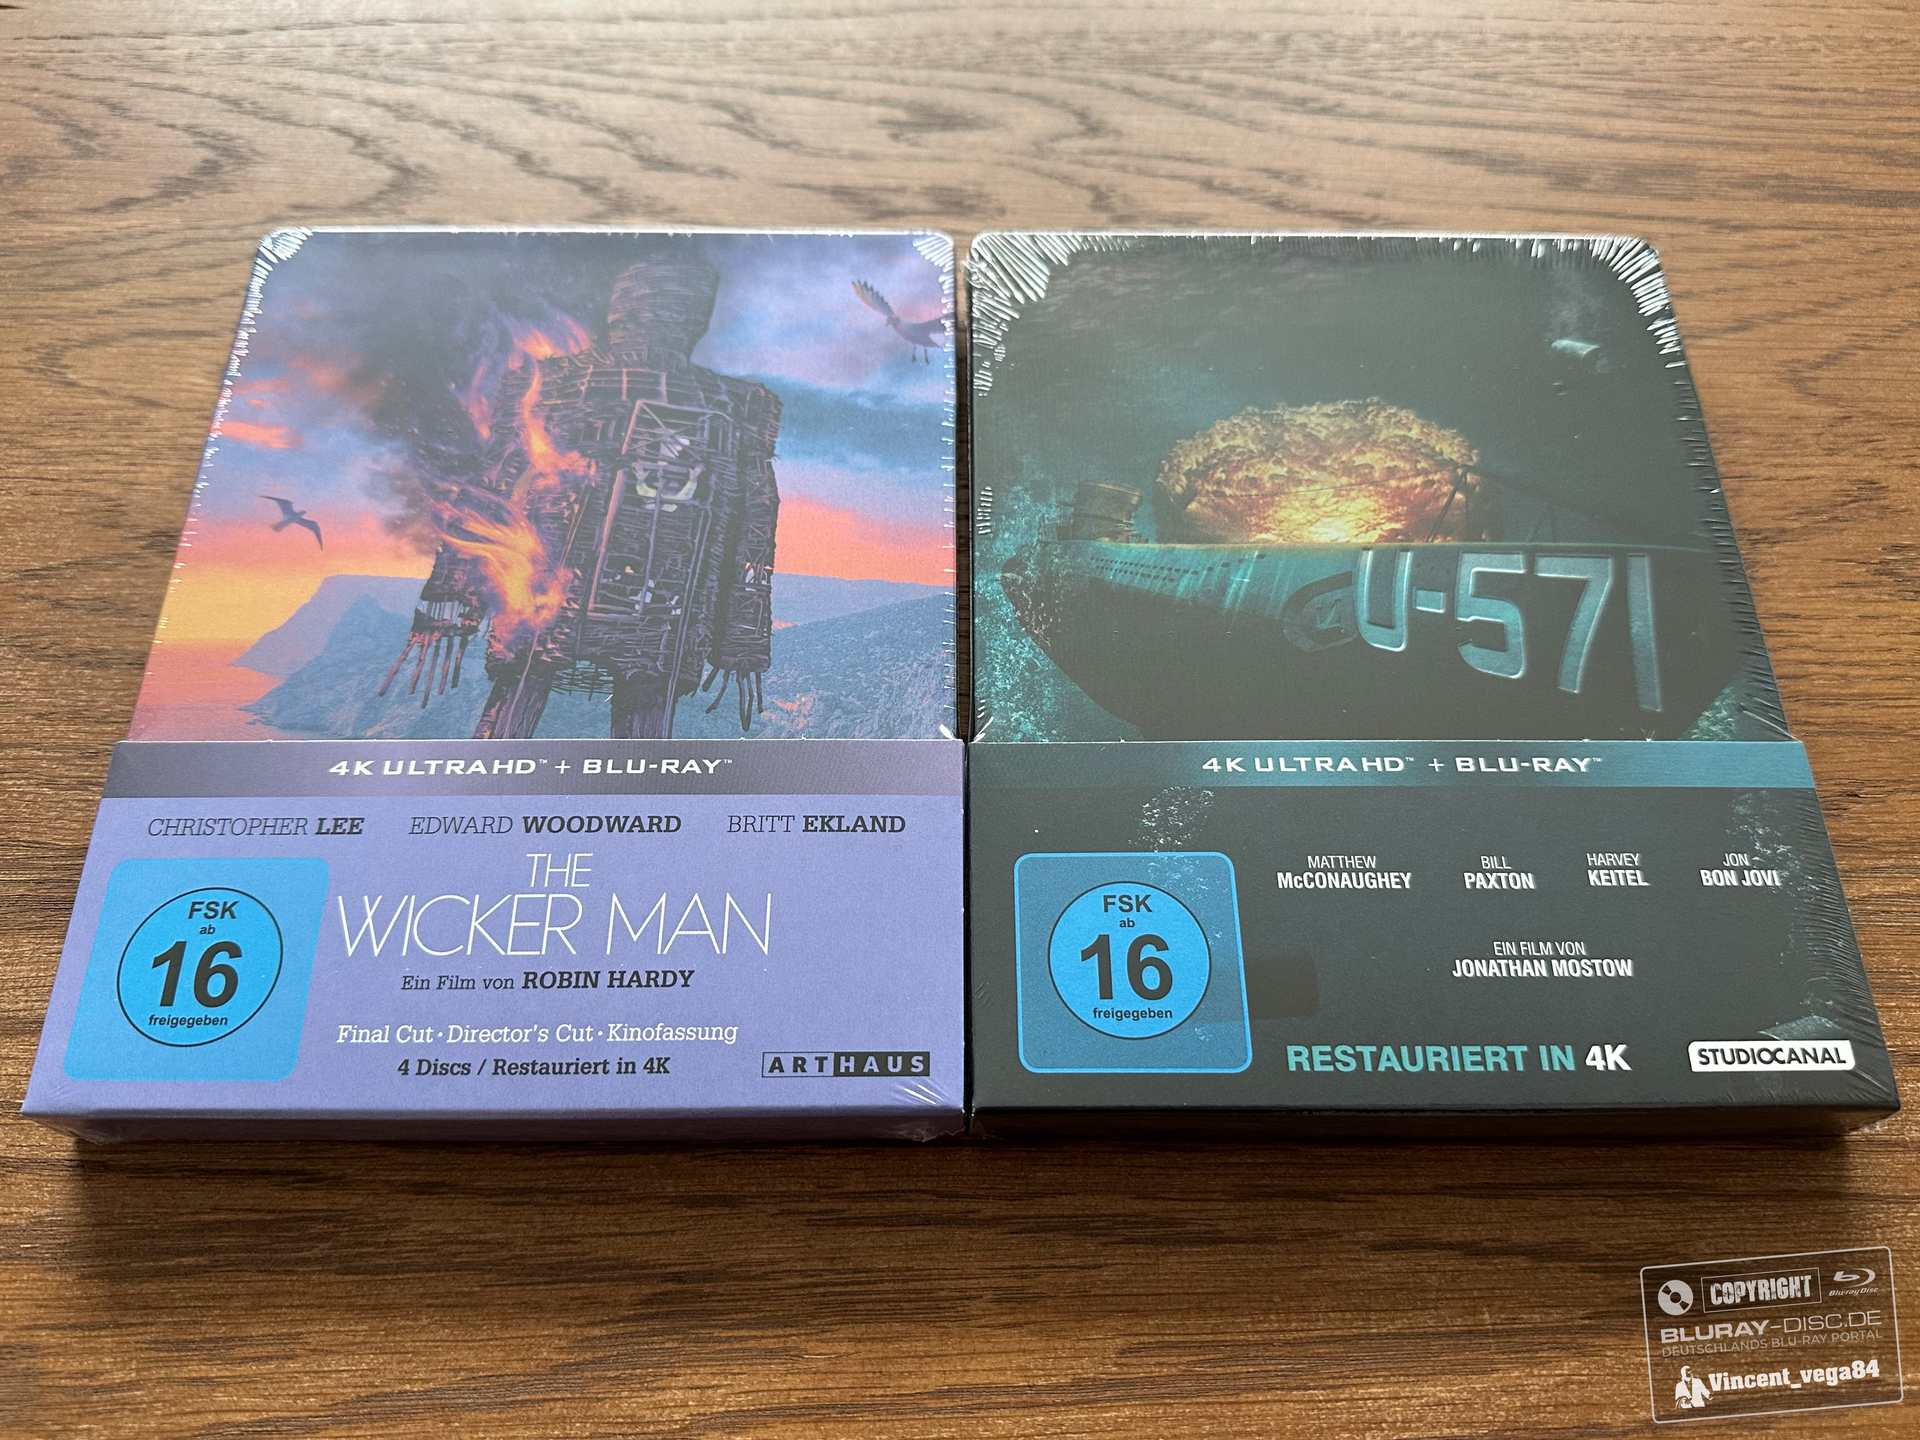 4K ULTRAHD™ + BLU-RAY™
CHRISTOPHER LEE EDWARD WOODWARD BRITT EKLAND
THE
WICKER MAN
Ein Film von ROBIN HARDY
FSK
ab
16
freigegeben
Final Cut · Director's Cut · Kinofassung
4 Discs / Restauriert in 4K
ARTHAUS
U-571
4K ULTRAHD™ + BLU-RAY™
MATTHEW McCONAUGHEY
BILL PAXTON
HARVEY KEITEL
JON BON JOVI
FSK
ab
16
freigegeben
EIN FILM VON
JONATHAN MOSTOW
RESTAURIERT IN 4K
STUDIOCANAL
COPYRIGHT
Blu-ray Disc
BLURAY-DISC.DE
DEUTSCHLANDS BLU-RAY PORTAL
Vincent_vega84